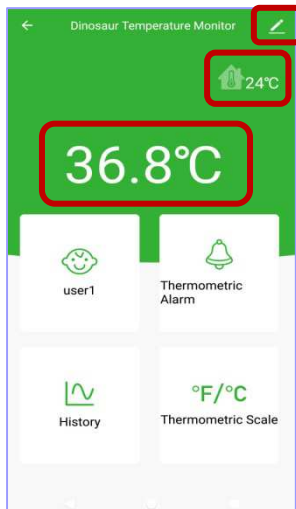 Dinosaur Temperature Monitor
24℃
36.8℃
user1
Thermometric
Alarm
History
°F/°C
Thermometric Scale